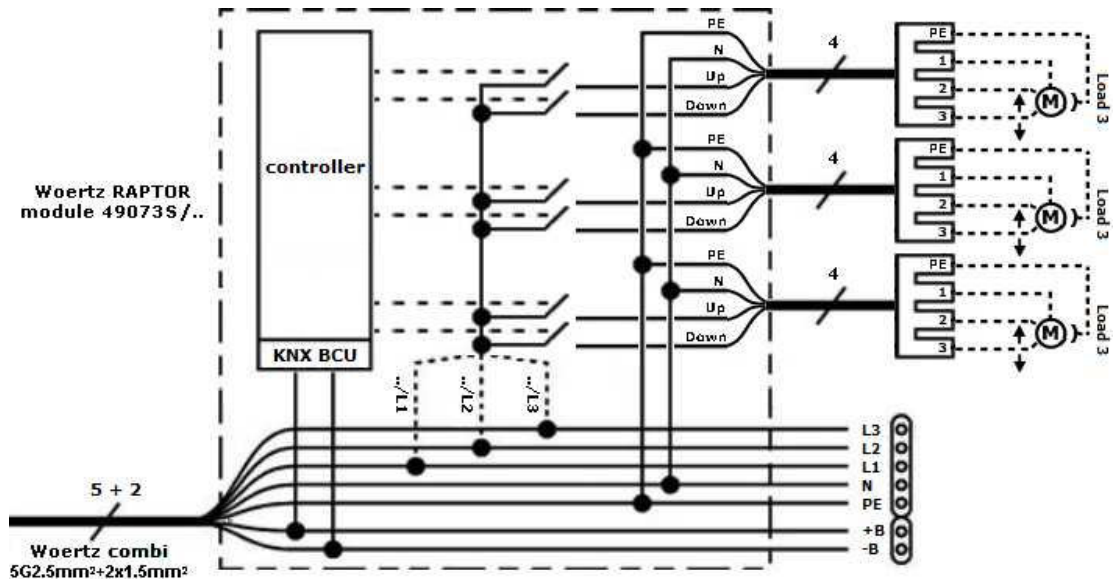 Woertz RAPTOR
module 49073S/..
controller
KNX BCU
PE
N
Up
Down
4
PE
1
2
3
M
Load 3
PE
N
Up
Down
4
PE
1
2
3
M
Load 3
PE
N
Up
Down
4
PE
1
2
3
M
Load 3
../L1
../L2
../L3
L3
L2
L1
N
PE
+B
-B
5 + 2
Woertz combi
5G2.5mm²+2x1.5mm²